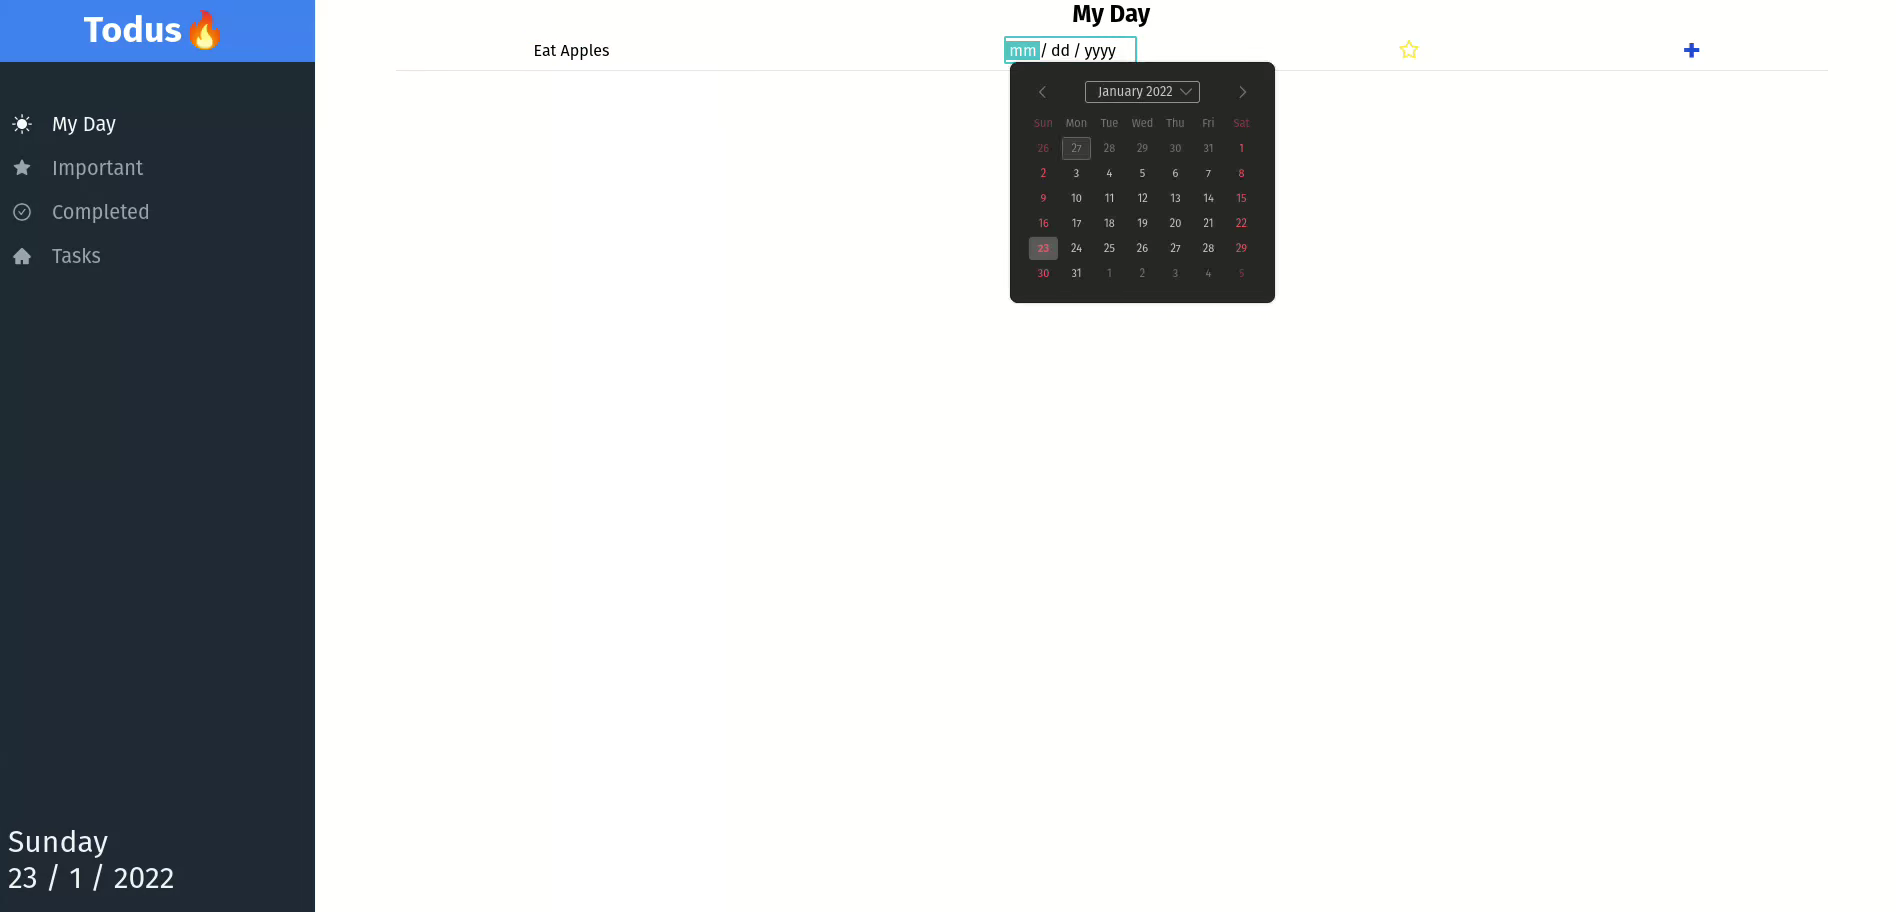 Todus🔥
My Day
Important
Completed
Tasks
Sunday
23 / 1 / 2022
My Day
Eat Apples
mm / dd / yyyy
January 2022
Sun Mon Tue Wed Thu Fri Sat
26 27 28 29 30 31 1
2 3 4 5 6 7 8
9 10 11 12 13 14 15
16 17 18 19 20 21 22
23 24 25 26 27 28 29
30 31 1 2 3 4 5